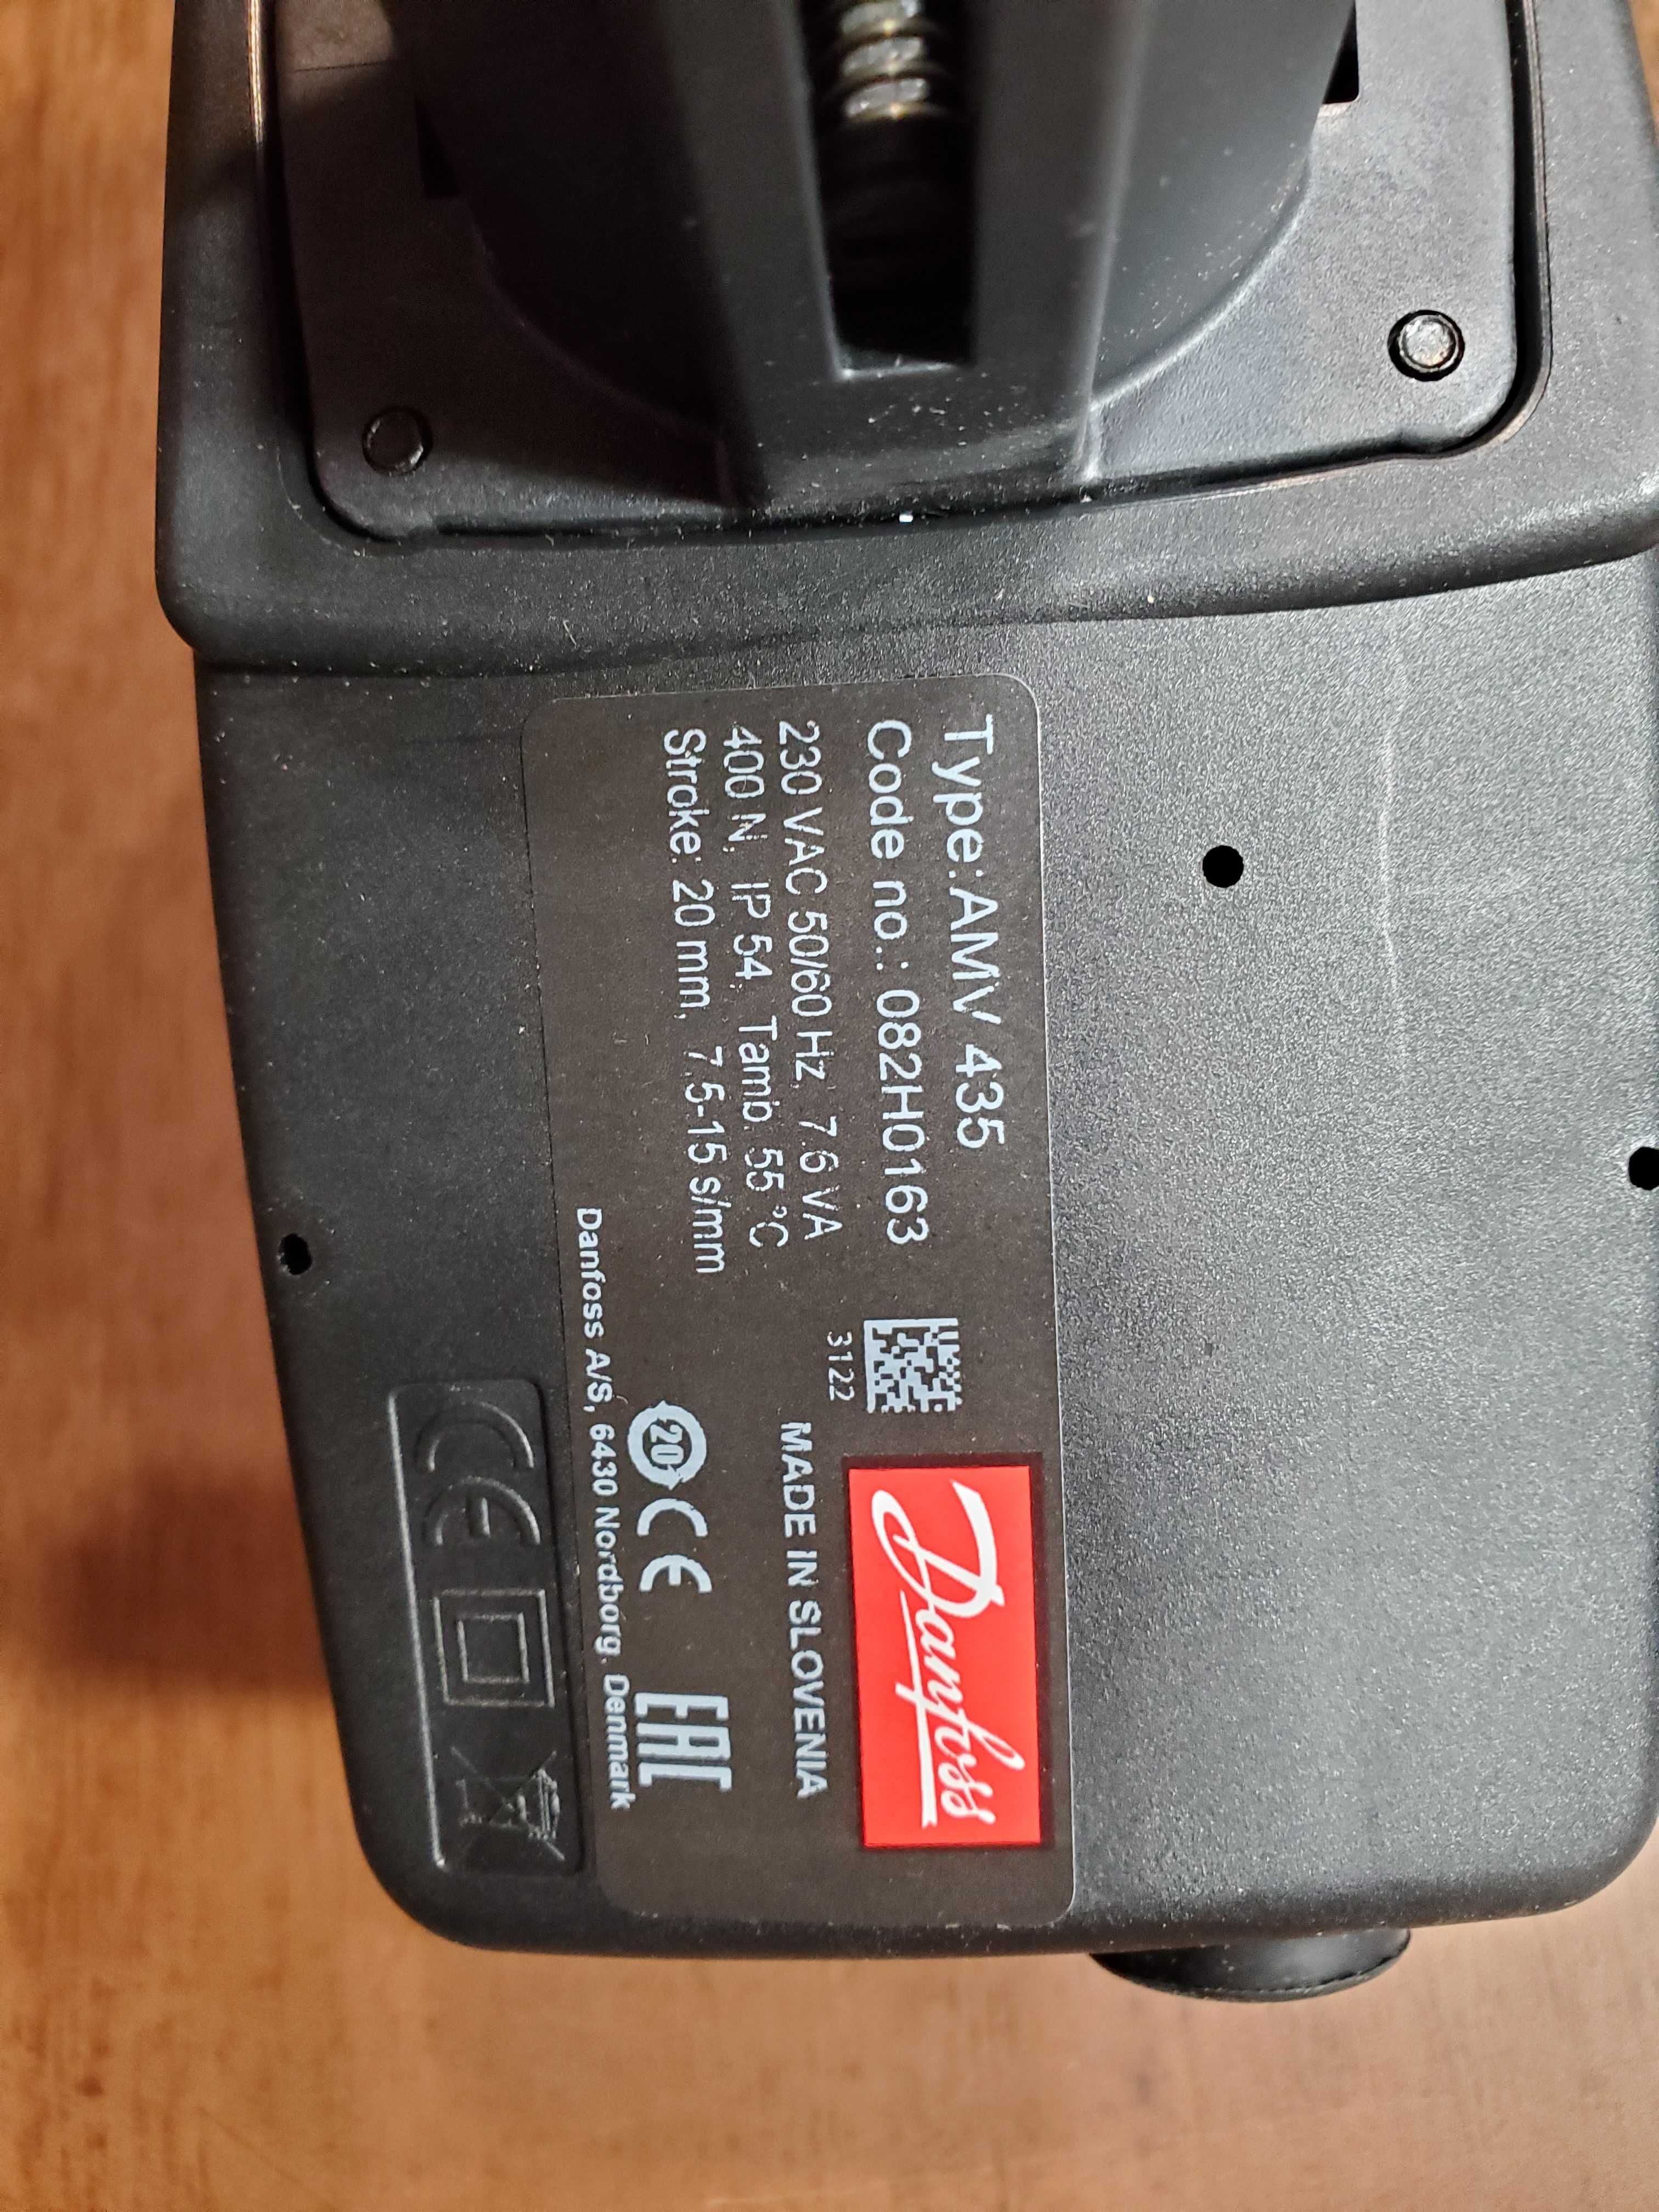 Type: AMV 435
Code no.: 082H0163
230 VAC 50/60 Hz, 7.6 VA
400 N, IP 54, Tamb 55 °C
Stroke: 20 mm, 7.5-15 s/mm
3122
Danfoss
MADE IN SLOVENIA
20 CE EAC
Danfoss A/S, 6430 Nordborg, Denmark
CE